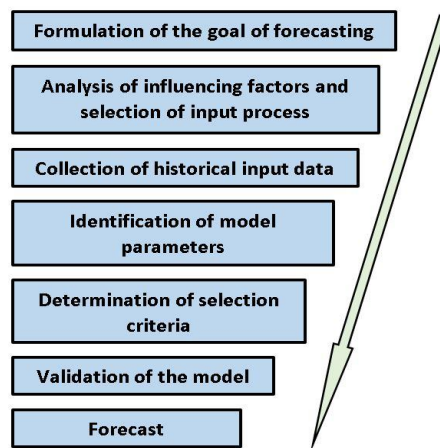 Formulation of the goal of forecasting
Analysis of influencing factors and
selection of input process
Collection of historical input data
Identification of model
parameters
Determination of selection
criteria
Validation of the model
Forecast